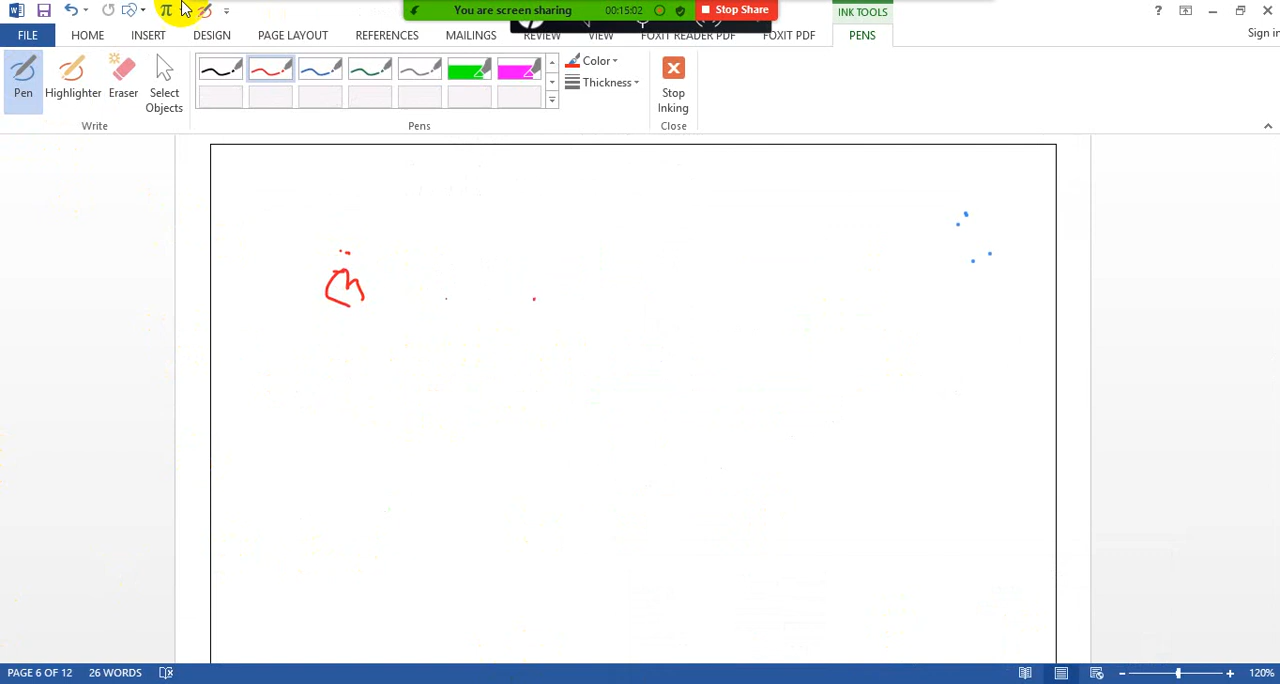 You are screen sharing 00:15:02 Stop Share
INK TOOLS
FILE HOME INSERT DESIGN PAGE LAYOUT REFERENCES MAILINGS REVIEW VIEW FOXIT READER PDF FOXIT PDF PENS Sign in
Pen Highlighter Eraser Select Objects
Color
Thickness
Stop Inking
Write Pens Close
PAGE 6 OF 12 26 WORDS 120%